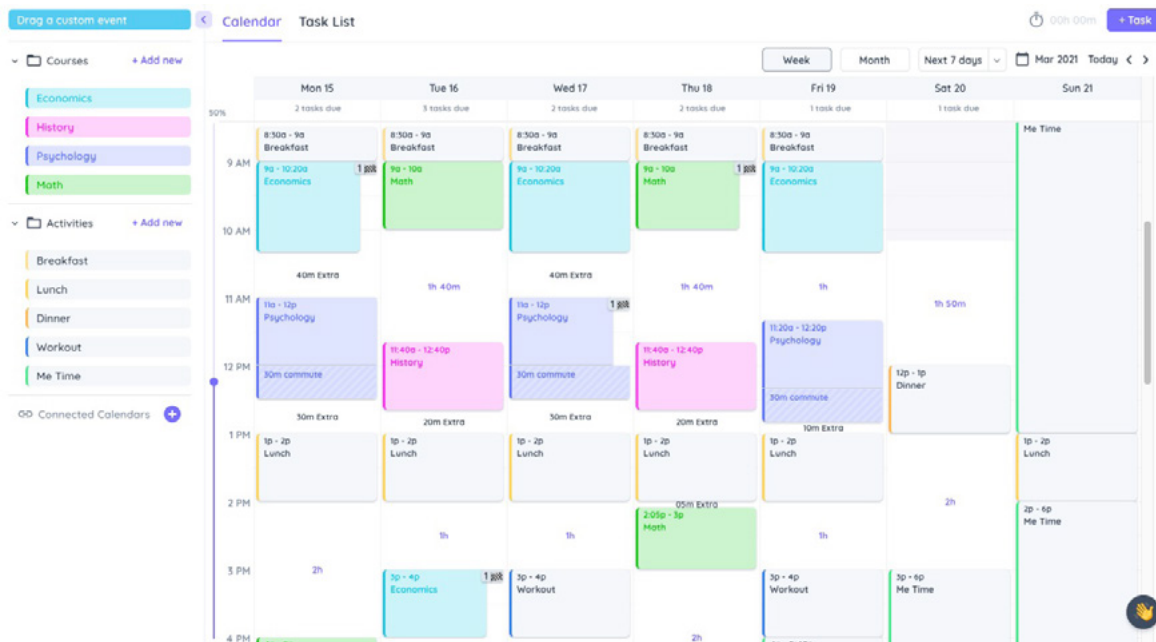 Drag a custom event
Calendar
Task List
00h 00m
+ Task
Courses
+ Add new
Economics
History
Psychology
Math
Activities
+ Add new
Breakfast
Lunch
Dinner
Workout
Me Time
Connected Calendars
Week
Month
Next 7 days
Mar 2021
Today
50%
Mon 15
2 tasks due
Tue 16
3 tasks due
Wed 17
2 tasks due
Thu 18
2 tasks due
Fri 19
1 task due
Sat 20
1 task due
Sun 21
9 AM
10 AM
11 AM
12 PM
1 PM
2 PM
3 PM
4 PM
8:30a - 9a
Breakfast
9a - 10:20a
Economics
1
40m Extra
11a - 12p
Psychology
30m commute
30m Extra
1p - 2p
Lunch
2h
8:30a - 9a
Breakfast
9a - 10a
Math
1h 40m
11:40a - 12:40p
History
20m Extra
1p - 2p
Lunch
1h
3p - 4p
Economics
1
8:30a - 9a
Breakfast
9a - 10:20a
Economics
40m Extra
11a - 12p
Psychology
1
30m commute
30m Extra
1p - 2p
Lunch
1h
3p - 4p
Workout
8:30a - 9a
Breakfast
9a - 10a
Math
1
1h 40m
11:40a - 12:40p
History
20m Extra
1p - 2p
Lunch
05m Extra
2:05p - 3p
Math
2h
8:30a - 9a
Breakfast
9a - 10:20a
Economics
1h
11:20a - 12:20p
Psychology
30m commute
10m Extra
1p - 2p
Lunch
1h
3p - 4p
Workout
1h 50m
12p - 1p
Dinner
2h
3p - 6p
Me Time
Me Time
1p - 2p
Lunch
2p - 6p
Me Time